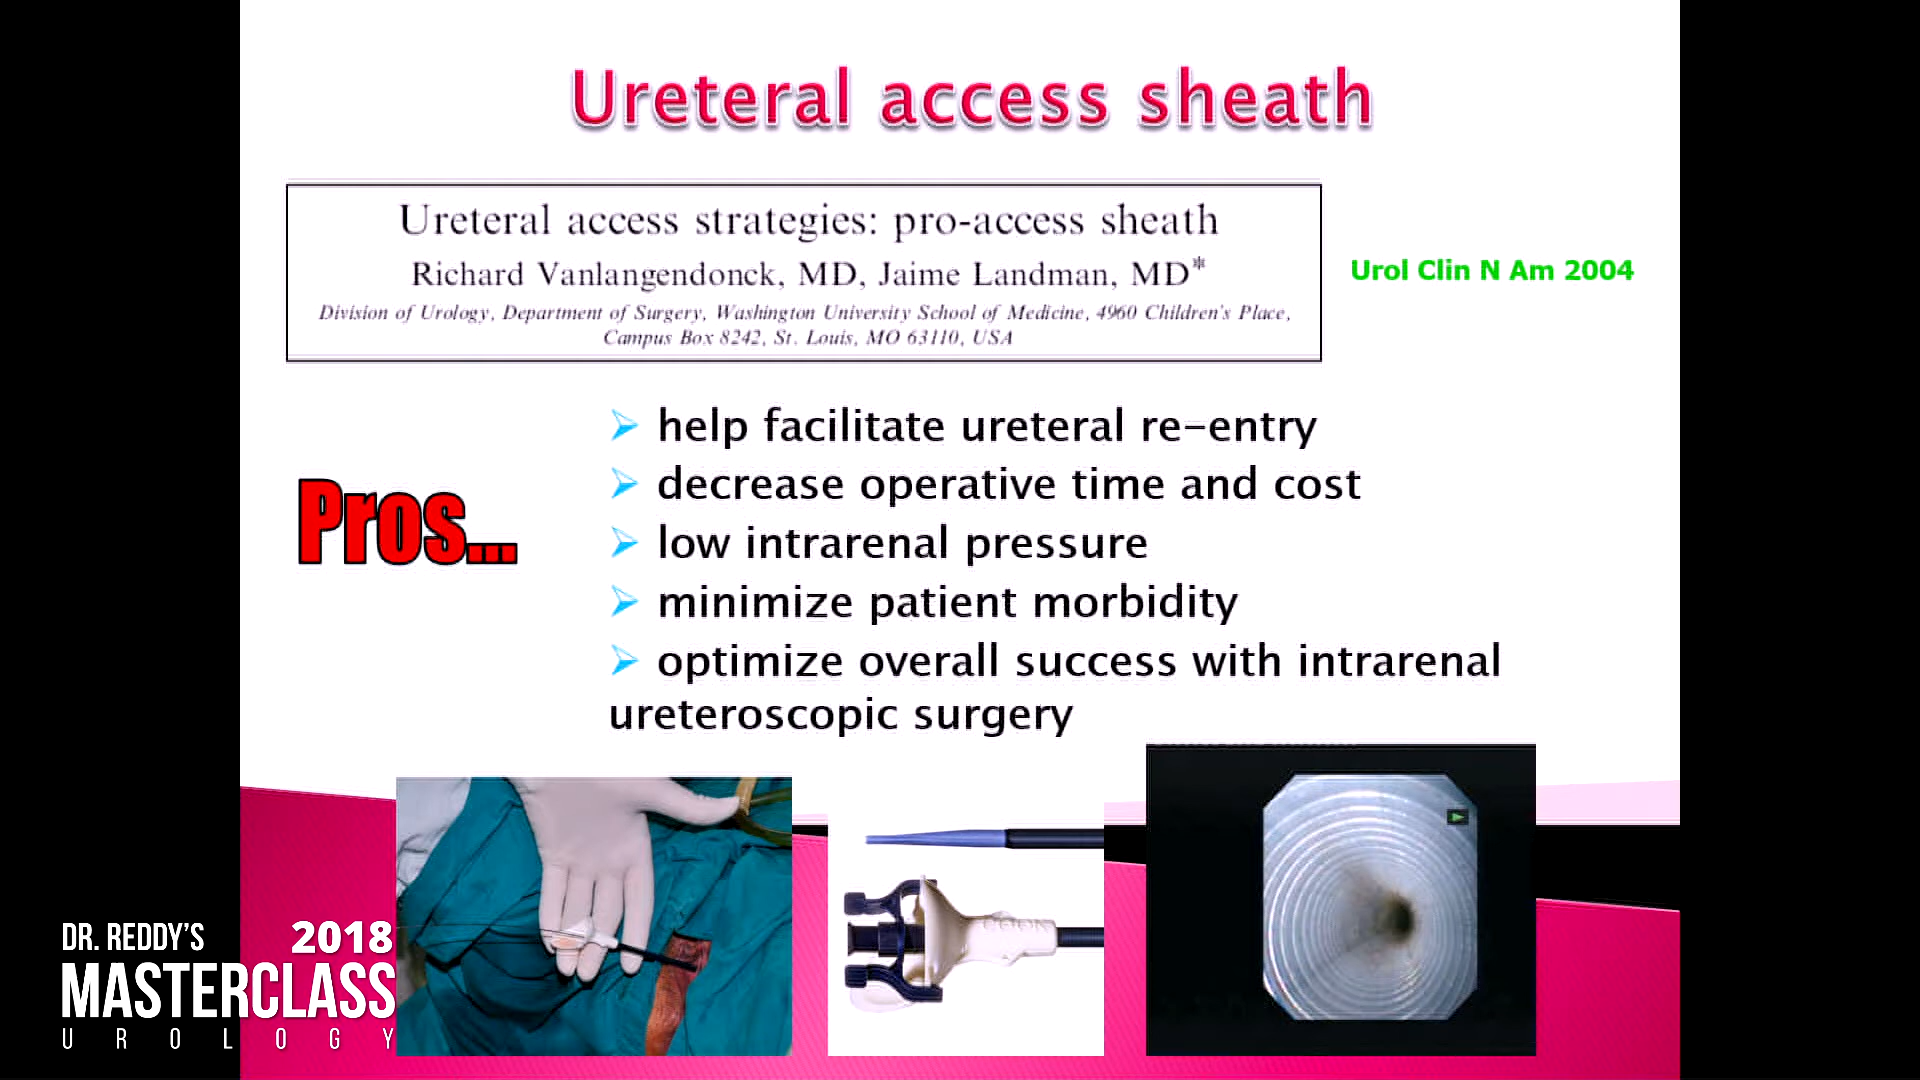 Ureteral access sheath
Ureteral access strategies: pro-access sheath
Richard Vanlangendonck, MD, Jaime Landman, MD*
Division of Urology, Department of Surgery, Washington University School of Medicine, 4960 Children's Place,
Campus Box 8242, St. Louis, MO 63110, USA
Urol Clin N Am 2004
Pros...
help facilitate ureteral re-entry
decrease operative time and cost
low intrarenal pressure
minimize patient morbidity
optimize overall success with intrarenal
ureteroscopic surgery
DR. REDDY'S 2018
MASTERCLASS
UROLOGY